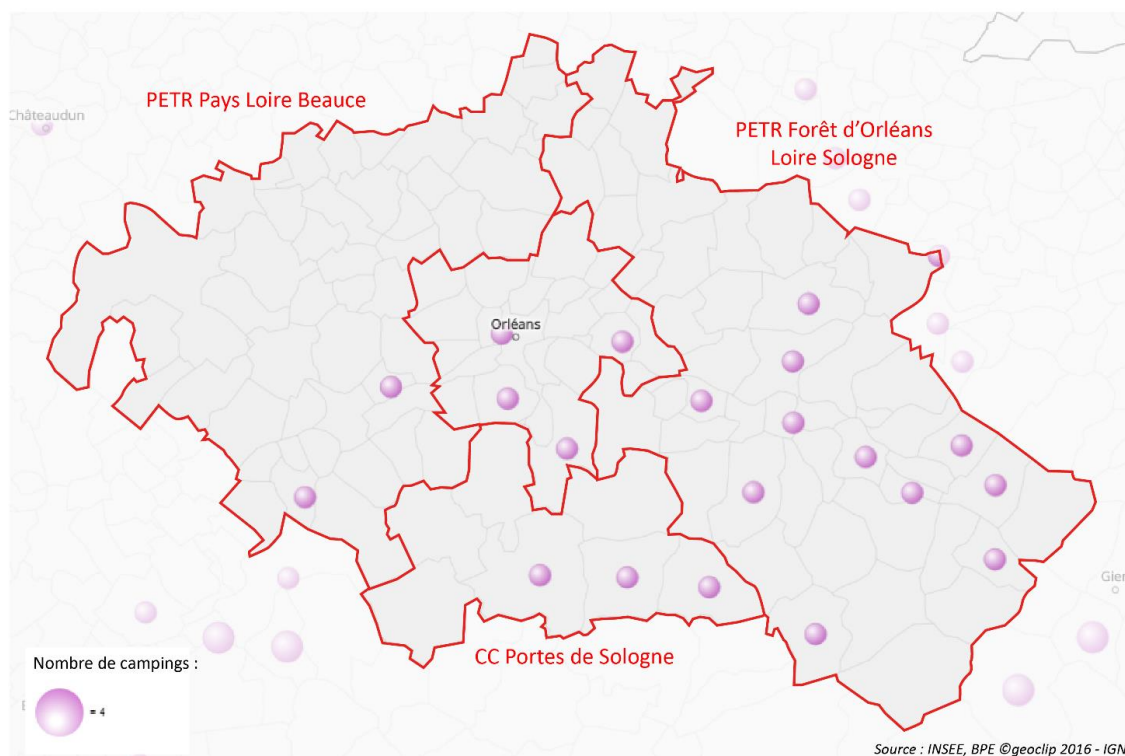 PETR Pays Loire Beauce
Châteaudun
PETR Forêt d'Orléans
Loire Sologne
Orléans
Gien
CC Portes de Sologne
Nombre de campings :
= 4
Source : INSEE, BPE ©geoclip 2016 - IGN